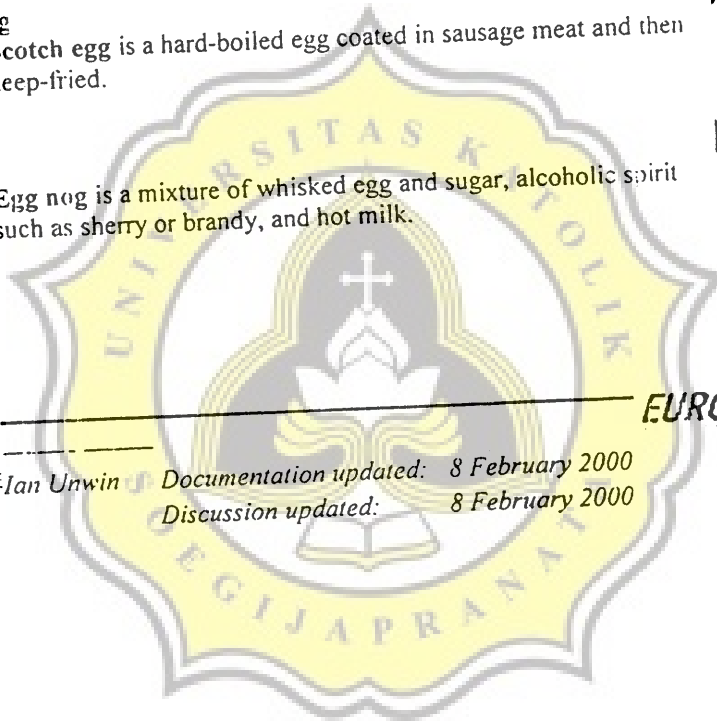 g
cotch egg is a hard-boiled egg coated in sausage meat and then
eep-fried.
Egg nog is a mixture of whisked egg and sugar, alcoholic spirit
such as sherry or brandy, and hot milk.
EURO
Ian Unwin Documentation updated: 8 February 2000
Discussion updated: 8 February 2000
UNIVERSITAS KATOLIK
SOEGIJAPRANATA